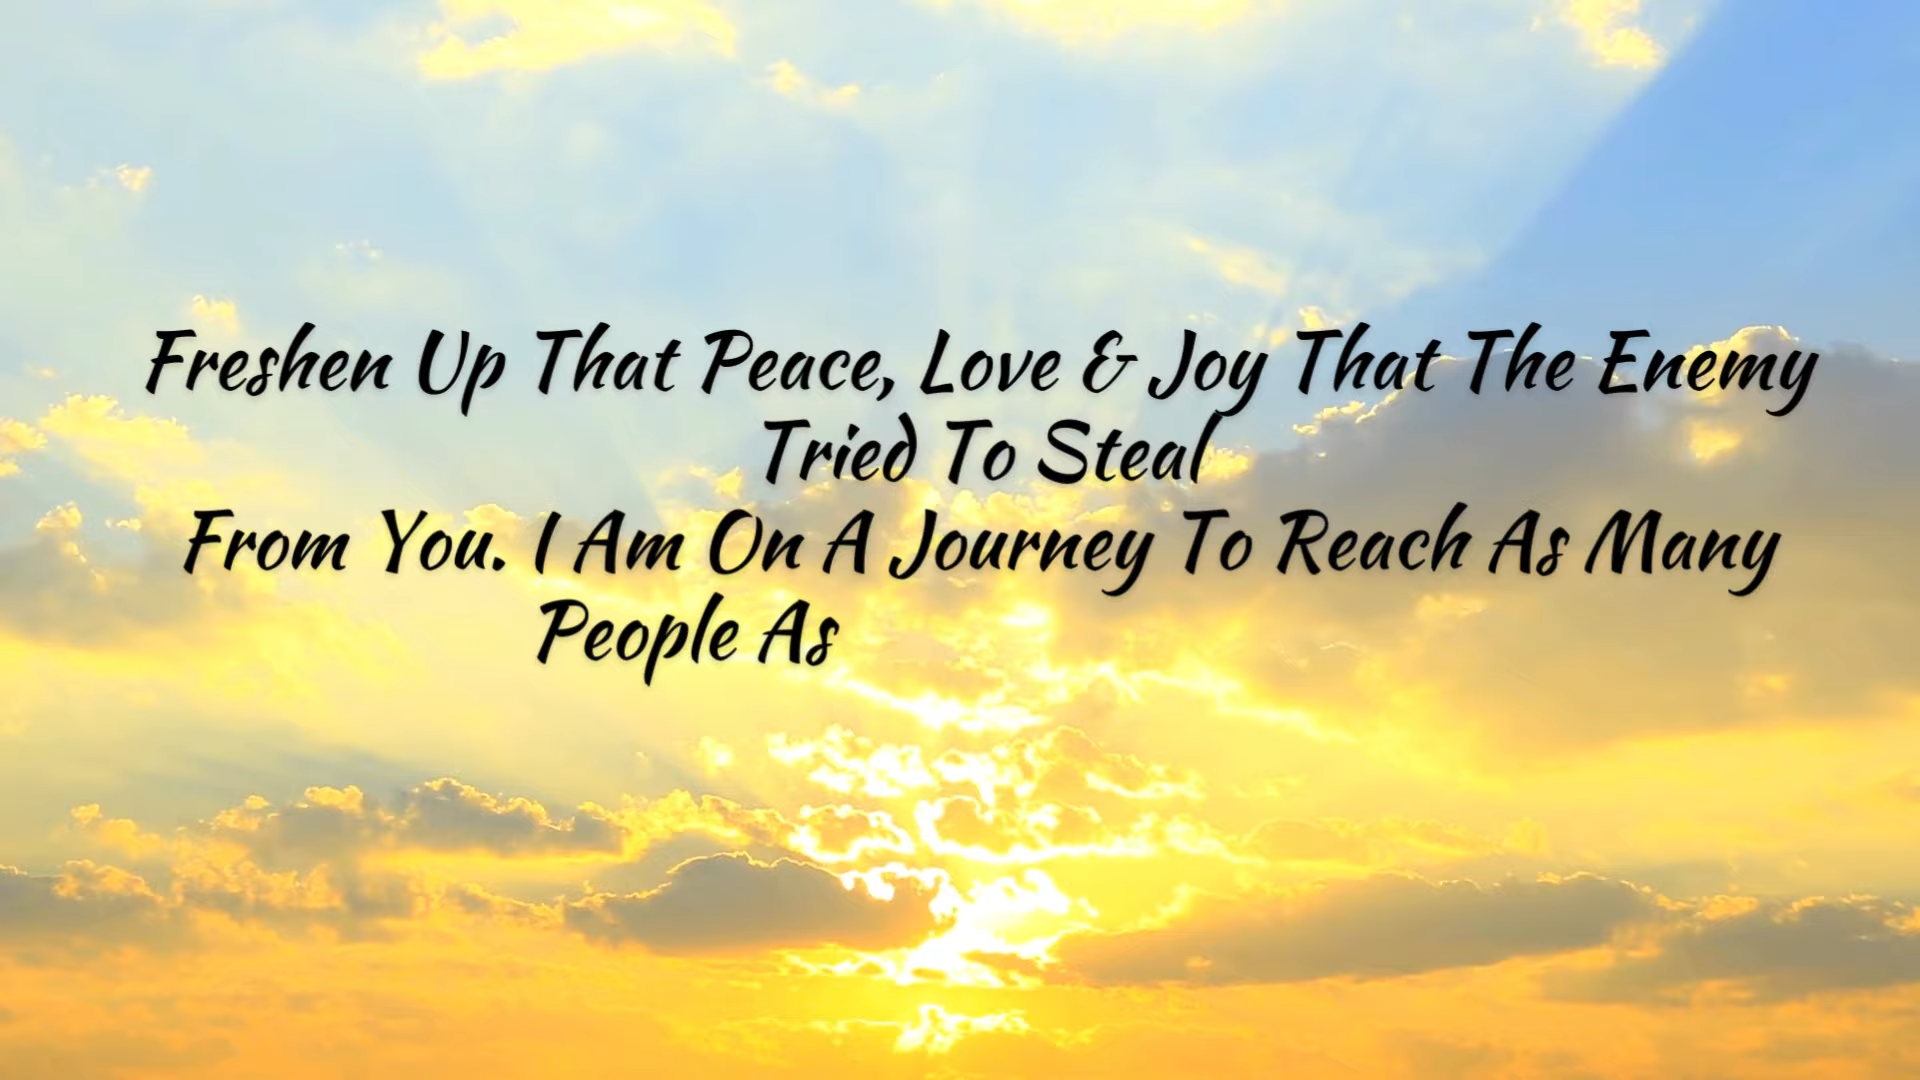 Freshen Up That Peace, Love & Joy That The Enemy
Tried To Steal
From You. I Am On A Journey To Reach As Many
People As